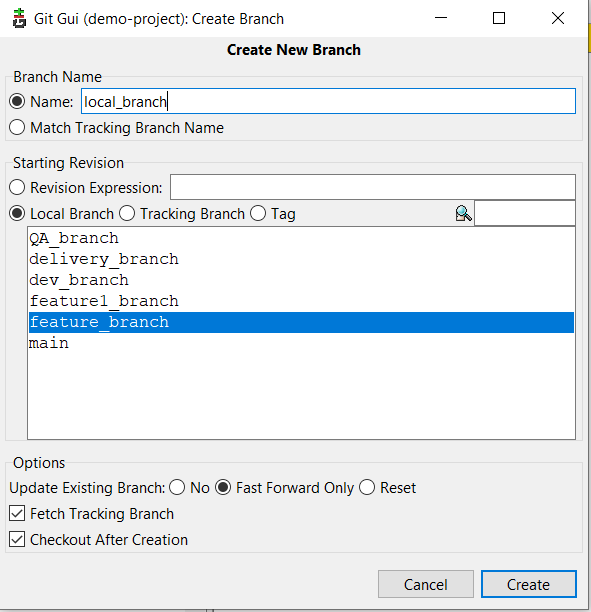 Git Gui (demo-project): Create Branch
Create New Branch
Branch Name
Name: local_branch
Match Tracking Branch Name
Starting Revision
Revision Expression:
Local Branch Tracking Branch Tag
QA_branch
delivery_branch
dev_branch
feature1_branch
feature_branch
main
Options
Update Existing Branch: No Fast Forward Only Reset
Fetch Tracking Branch
Checkout After Creation
Cancel Create